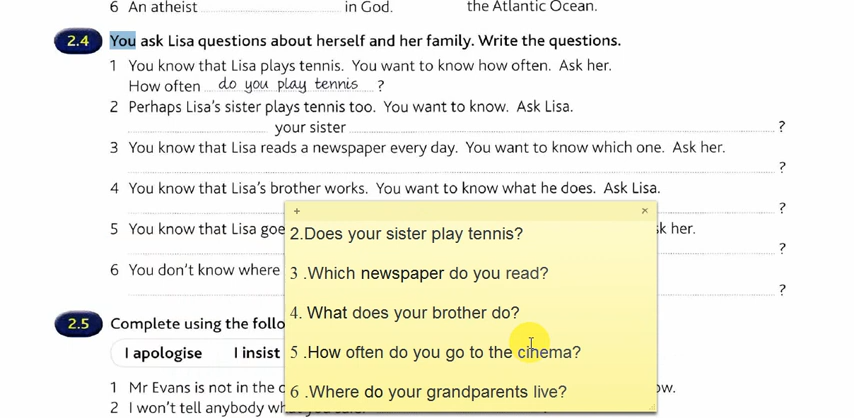 6 An atheist in God. the Atlantic Ocean.
2.4 You ask Lisa questions about herself and her family. Write the questions.
1 You know that Lisa plays tennis. You want to know how often. Ask her.
How often do you play tennis ?
2 Perhaps Lisa's sister plays tennis too. You want to know. Ask Lisa.
your sister ?
3 You know that Lisa reads a newspaper every day. You want to know which one. Ask her.
?
4 You know that Lisa's brother works. You want to know what he does. Ask Lisa.
?
5 You know that Lisa goe sk her.
?
6 You don't know where
?
+ ×
2.Does your sister play tennis?
3 .Which newspaper do you read?
4. What does your brother do?
5 .How often do you go to the cinema?
6 .Where do your grandparents live?
2.5 Complete using the follo
I apologise I insist
1 Mr Evans is not in the o ow.
2 I won't tell anybody wh